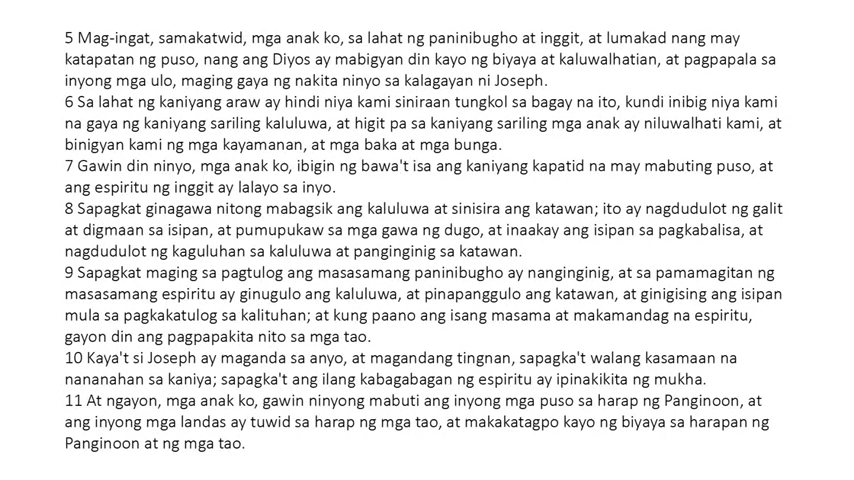 5 Mag-ingat, samakatwid, mga anak ko, sa lahat ng paninibugho at inggit, at lumakad nang may
katapatan ng puso, nang ang Diyos ay mabigyan din kayo ng biyaya at kaluwalhatian, at pagpapala sa
inyong mga ulo, maging gaya ng nakita ninyo sa kalagayan ni Joseph.
6 Sa lahat ng kaniyang araw ay hindi niya kami siniraan tungkol sa bagay na ito, kundi inibig niya kami
na gaya ng kaniyang sariling kaluluwa, at higit pa sa kaniyang sariling mga anak ay niluwalhati kami, at
binigyan kami ng mga kayamanan, at mga baka at mga bunga.
7 Gawin din ninyo, mga anak ko, ibigin ng bawa't isa ang kaniyang kapatid na may mabuting puso, at
ang espiritu ng inggit ay lalayo sa inyo.
8 Sapagkat ginagawa nitong mabagsik ang kaluluwa at sinisira ang katawan; ito ay nagdudulot ng galit
at digmaan sa isipan, at pumupukaw sa mga gawa ng dugo, at inaakay ang isipan sa pagkabalisa, at
nagdudulot ng kaguluhan sa kaluluwa at panginginig sa katawan.
9 Sapagkat maging sa pagtulog ang masasamang paninibugho ay nanginginig, at sa pamamagitan ng
masasamang espiritu ay ginugulo ang kaluluwa, at pinapanggulo ang katawan, at ginigising ang isipan
mula sa pagkakatulog sa kalituhan; at kung paano ang isang masama at makamandag na espiritu,
gayon din ang pagpapakita nito sa mga tao.
10 Kaya't si Joseph ay maganda sa anyo, at magandang tingnan, sapagka't walang kasamaan na
nananahan sa kaniya; sapagka't ang ilang kabagabagan ng espiritu ay ipinakikita ng mukha.
11 At ngayon, mga anak ko, gawin ninyong mabuti ang inyong mga puso sa harap ng Panginoon, at
ang inyong mga landas ay tuwid sa harap ng mga tao, at makakatagpo kayo ng biyaya sa harapan ng
Panginoon at ng mga tao.